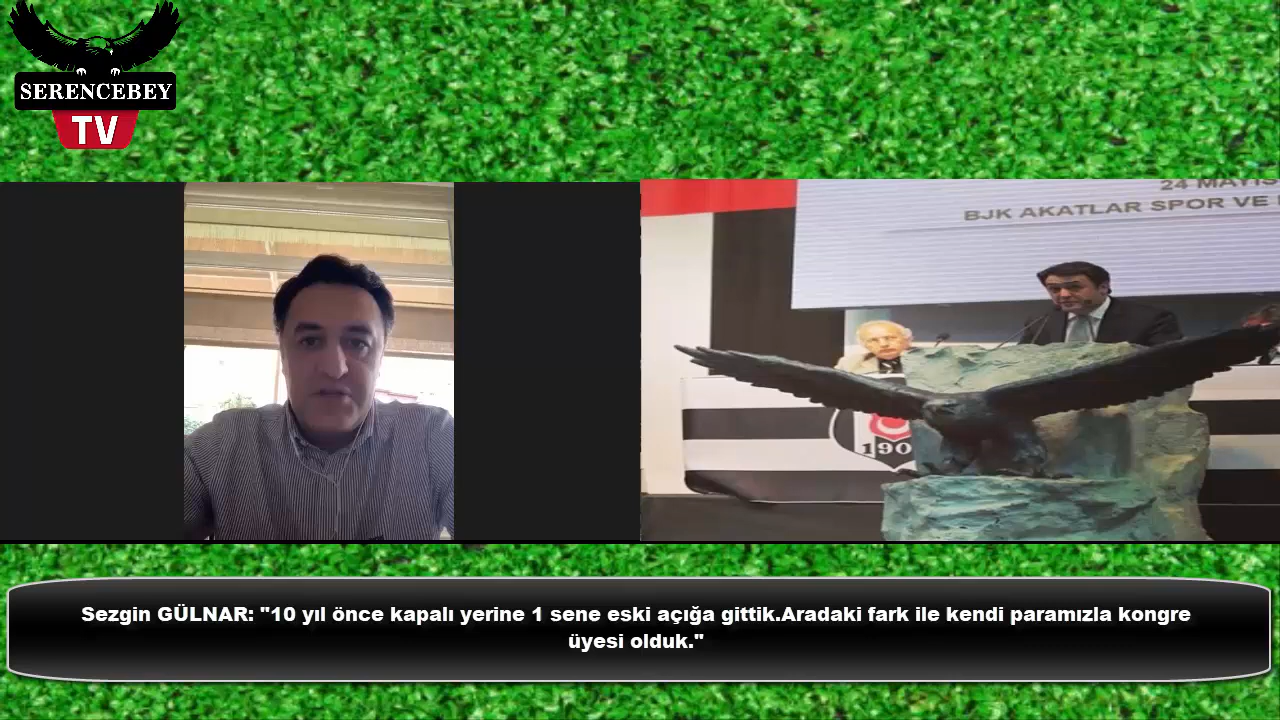 SERENCEBEY
TV
24 MAYIS
BJK AKATLAR SPOR VE
190
Sezgin GÜLNAR: "10 yıl önce kapalı yerine 1 sene eski açığa gittik.Aradaki fark ile kendi paramızla kongre
üyesi olduk."